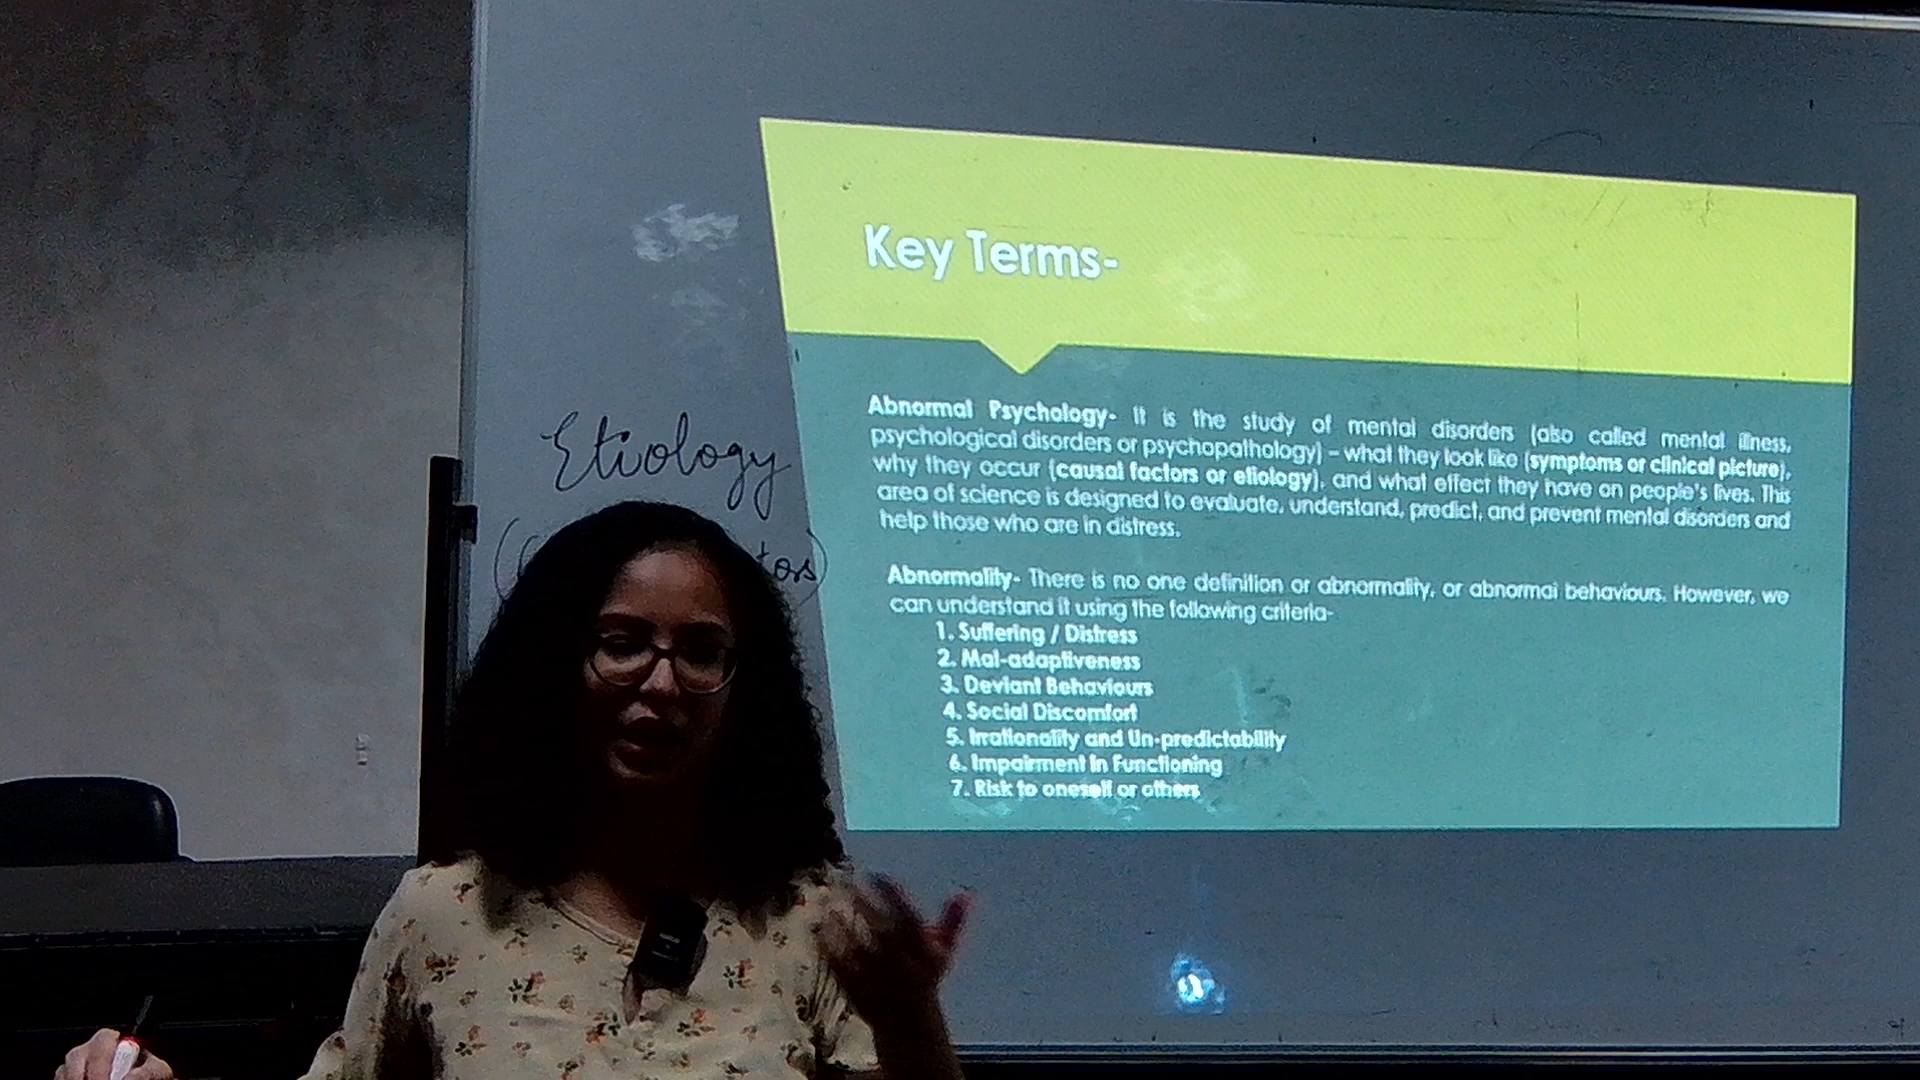 Key Terms-
Abnormal Psychology- It is the study of mental disorders (also called mental illness,
psychological disorders or psychopathology) – what they look like (symptoms or clinical picture),
why they occur (causal factors or etiology), and what effect they have on people's lives. This
area of science is designed to evaluate, understand, predict, and prevent mental disorders and
help those who are in distress.
Abnormality- There is no one definition or abnormality, or abnormal behaviours. However, we
can understand it using the following criteria-
1. Suffering / Distress
2. Mal-adaptiveness
3. Deviant Behaviours
4. Social Discomfort
5. Irrationality and Un-predictability
6. Impairment in Functioning
7. Risk to oneself or others
Etiology